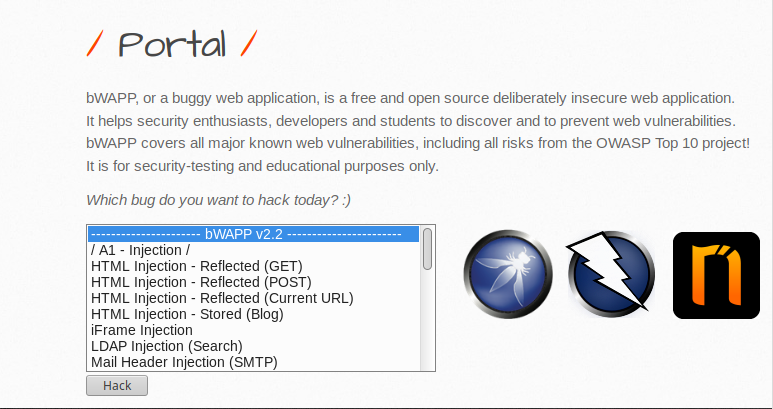 / Portal /
bWAPP, or a buggy web application, is a free and open source deliberately insecure web application.
It helps security enthusiasts, developers and students to discover and to prevent web vulnerabilities.
bWAPP covers all major known web vulnerabilities, including all risks from the OWASP Top 10 project!
It is for security-testing and educational purposes only.
Which bug do you want to hack today? :)
---------------------- bWAPP v2.2 -----------------------
/ A1 - Injection /
HTML Injection - Reflected (GET)
HTML Injection - Reflected (POST)
HTML Injection - Reflected (Current URL)
HTML Injection - Stored (Blog)
iFrame Injection
LDAP Injection (Search)
Mail Header Injection (SMTP)
Hack
n